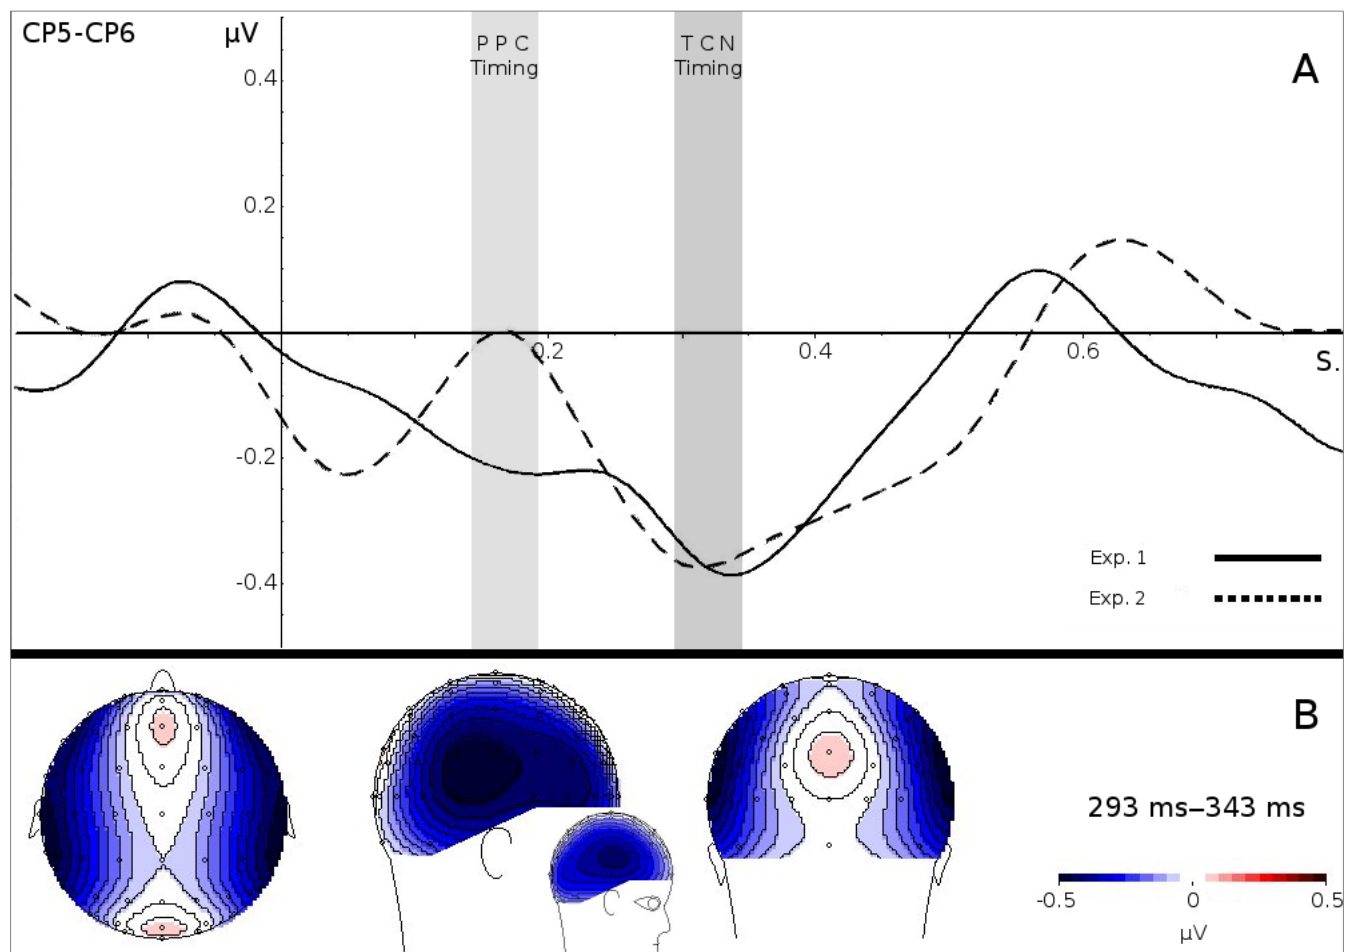 CP5-CP6
µV
P P C
Timing
T C N
Timing
A
0.4
0.2
0.2
0.4
0.6
S.
-0.2
-0.4
Exp. 1
Exp. 2
B
293 ms–343 ms
-0.5
0
0.5
µV